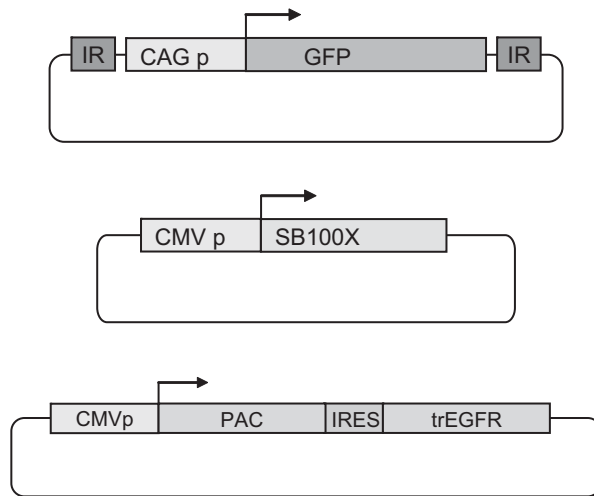 IR CAG p GFP IR
CMV p SB100X
CMVp PAC IRES trEGFR